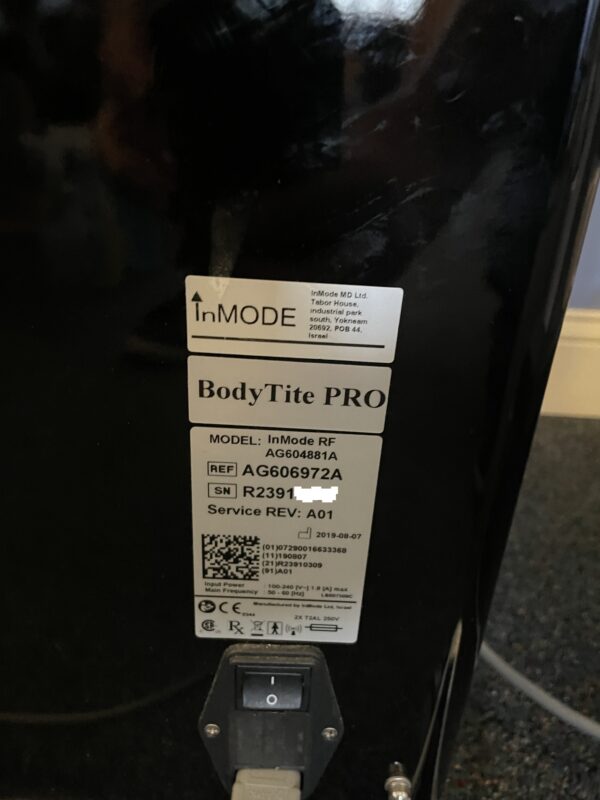 InMODE
InMode MD Ltd.
Tabor House,
industrial park
south, Yokneam
20692, POB 44,
Israel
BodyTite PRO
MODEL: InMode RF
AG604881A
REF AG606972A
SN R2391
Service REV: A01
2019-08-07
(01)07290016633368
(11)190807
(21)R23910309
(91)A01
Input Power 100-240 [V~] 1.8 [A] max
Main Frequency 50 - 60 [Hz]
CE Manufactured by InMode Ltd, Israel
Rx 2X T2AL 250V
I
O